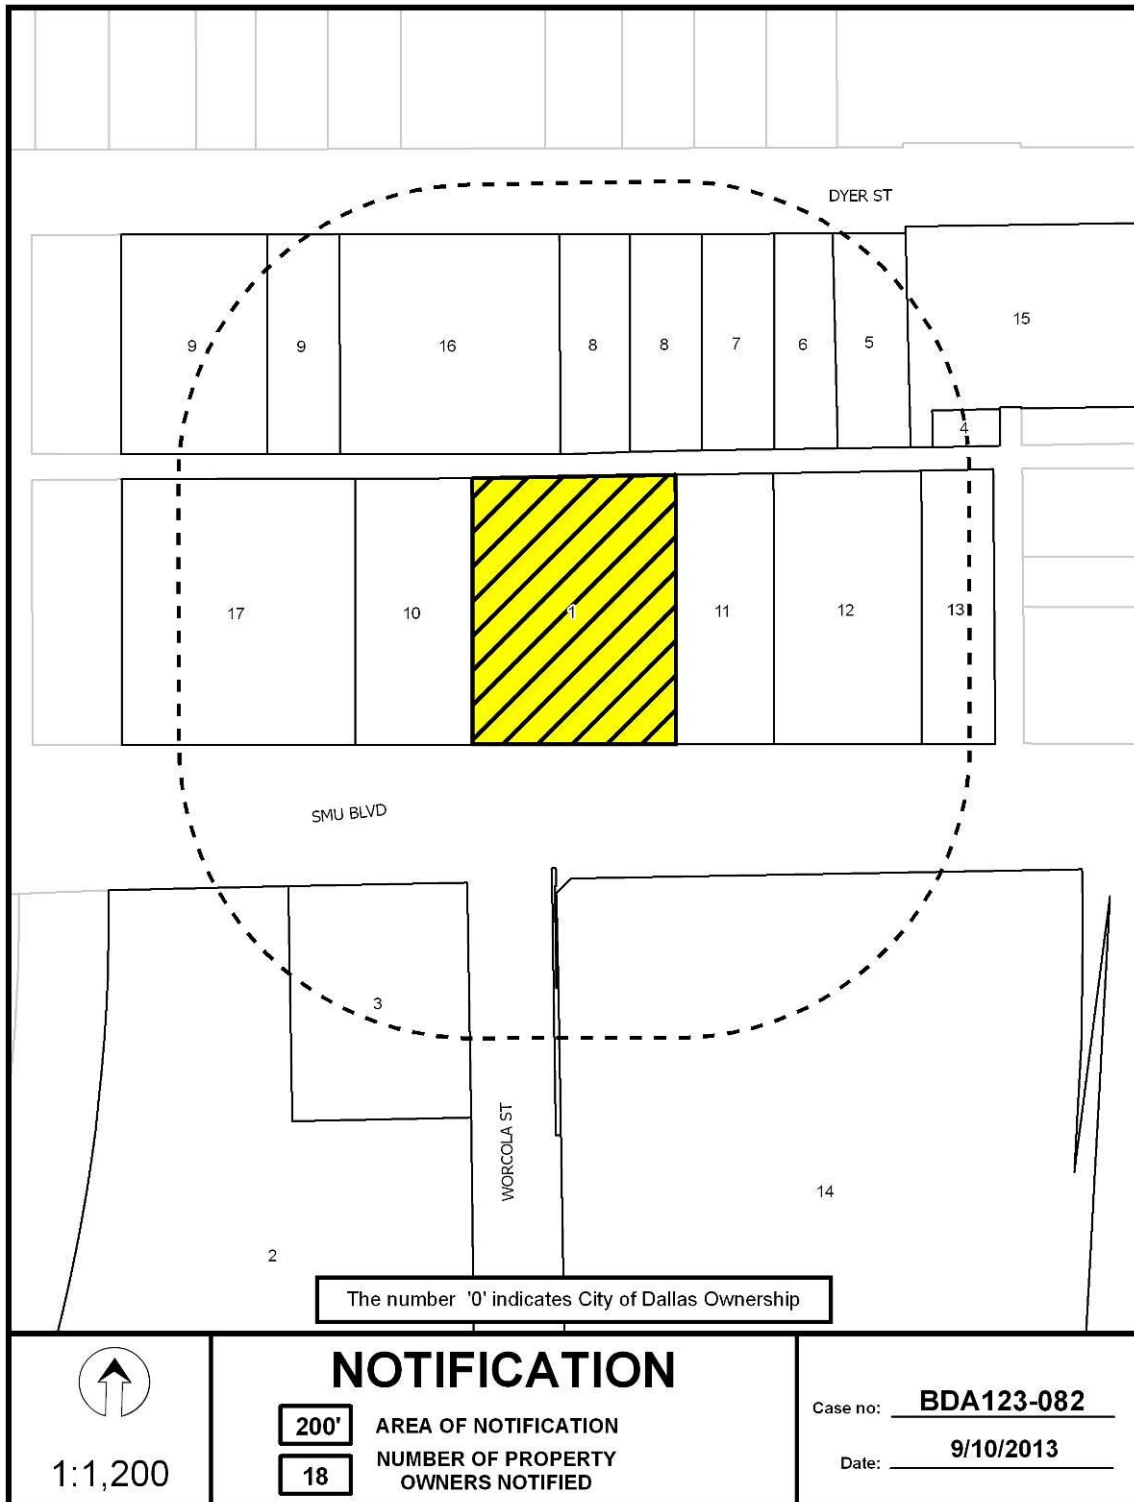 DYER ST
15
9
9
16
8
8
7
6
5
4
17
10
1
11
12
13
SMU BLVD
3
WORCOLA ST
14
2
The number '0' indicates City of Dallas Ownership
1:1,200
NOTIFICATION
200' AREA OF NOTIFICATION
18 NUMBER OF PROPERTY
OWNERS NOTIFIED
Case no: BDA123-082
Date: 9/10/2013